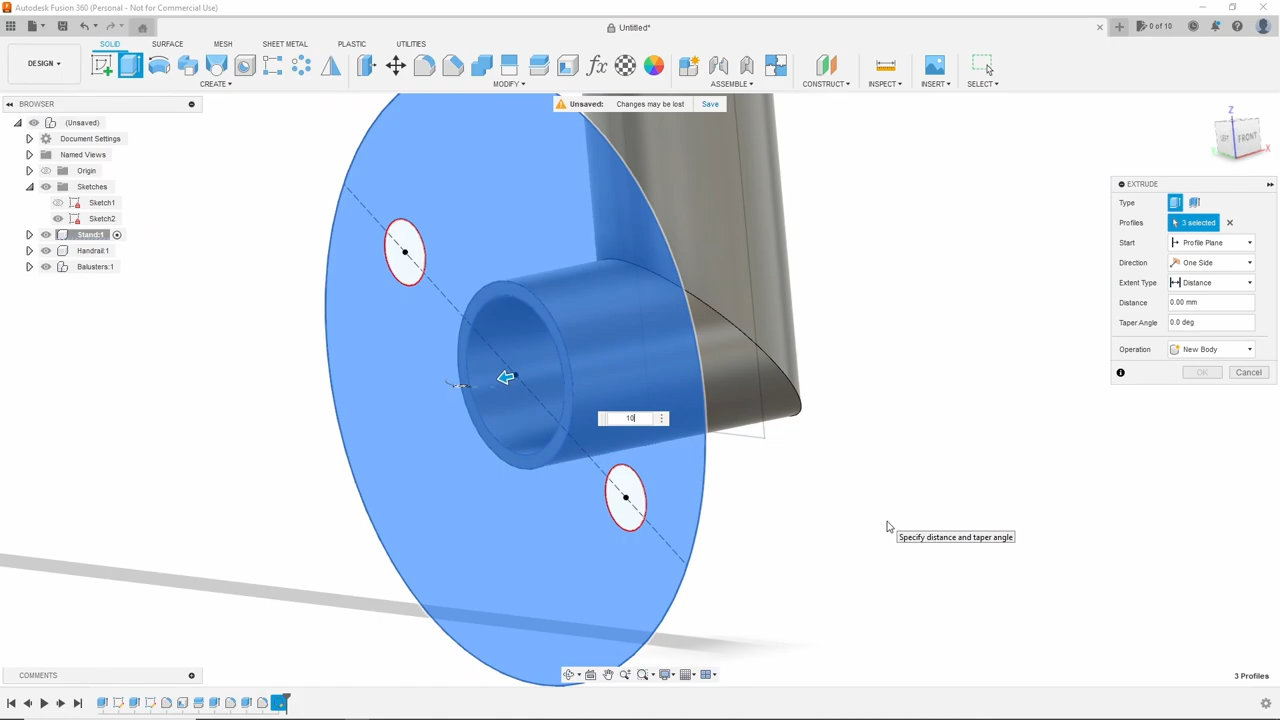 Autodesk Fusion 360 (Personal - Not for Commercial Use)
Untitled*
0 of 10
DESIGN
SOLID SURFACE MESH SHEET METAL PLASTIC UTILITIES
CREATE MODIFY ASSEMBLE CONSTRUCT INSPECT INSERT SELECT
BROWSER
Unsaved: Changes may be lost Save
(Unsaved)
Document Settings
Named Views
Origin
Sketches
Sketch1
Sketch2
Stand:1
Handrail:1
Balusters:1
Z
LEFT FRONT
X
EXTRUDE
Type
Profiles 3 selected
Start Profile Plane
Direction One Side
Extent Type Distance
Distance 0.00 mm
Taper Angle 0.0 deg
Operation New Body
OK Cancel
10
Specify distance and taper angle
COMMENTS
3 Profiles